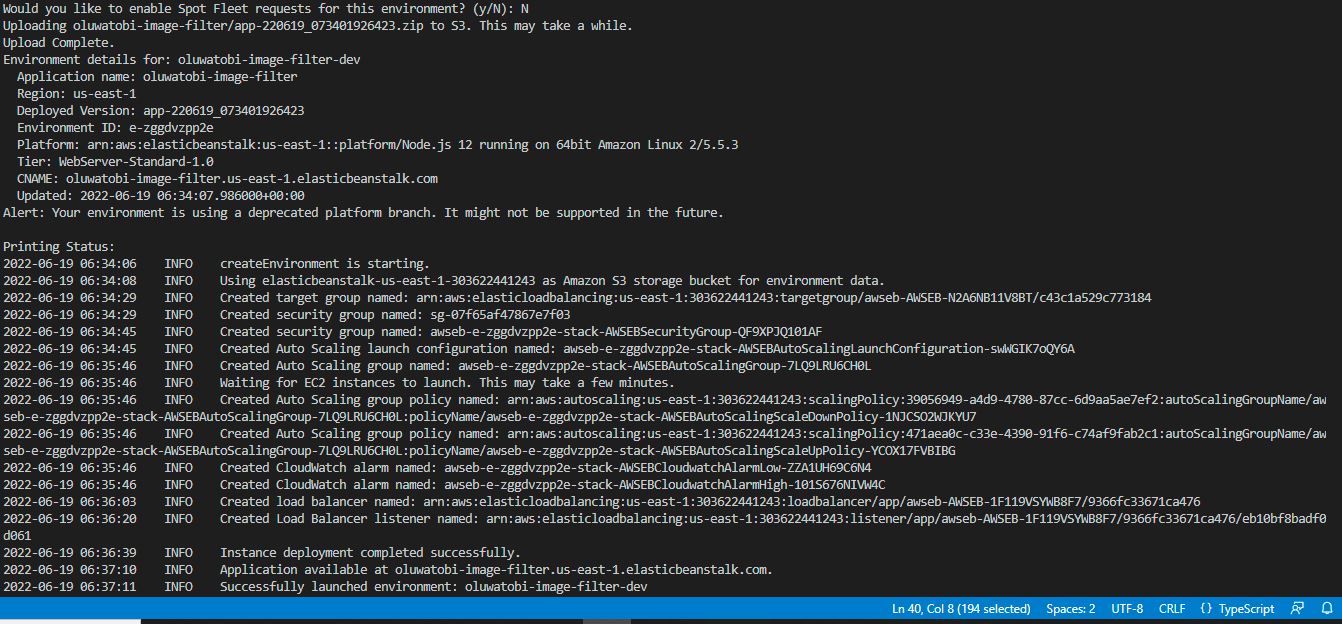 Would you like to enable Spot Fleet requests for this environment? (y/N): N
Uploading oluwatobi-image-filter/app-220619_073401926423.zip to S3. This may take a while.
Upload Complete.
Environment details for: oluwatobi-image-filter-dev
  Application name: oluwatobi-image-filter
  Region: us-east-1
  Deployed Version: app-220619_073401926423
  Environment ID: e-zggdvzpp2e
  Platform: arn:aws:elasticbeanstalk:us-east-1::platform/Node.js 12 running on 64bit Amazon Linux 2/5.5.3
  Tier: WebServer-Standard-1.0
  CNAME: oluwatobi-image-filter.us-east-1.elasticbeanstalk.com
  Updated: 2022-06-19 06:34:07.986000+00:00
Alert: Your environment is using a deprecated platform branch. It might not be supported in the future.

Printing Status:
2022-06-19 06:34:06    INFO    createEnvironment is starting.
2022-06-19 06:34:08    INFO    Using elasticbeanstalk-us-east-1-303622441243 as Amazon S3 storage bucket for environment data.
2022-06-19 06:34:29    INFO    Created target group named: arn:aws:elasticloadbalancing:us-east-1:303622441243:targetgroup/awseb-AWSEB-N2A6NB11V8BT/c43c1a529c773184
2022-06-19 06:34:29    INFO    Created security group named: sg-07f65af47867e7f03
2022-06-19 06:34:45    INFO    Created security group named: awseb-e-zggdvzpp2e-stack-AWSEBSecurityGroup-QF9XPJQ101AF
2022-06-19 06:34:45    INFO    Created Auto Scaling launch configuration named: awseb-e-zggdvzpp2e-stack-AWSEBAutoScalingLaunchConfiguration-swWGIK7oQY6A
2022-06-19 06:35:46    INFO    Created Auto Scaling group named: awseb-e-zggdvzpp2e-stack-AWSEBAutoScalingGroup-7LQ9LRU6CH0L
2022-06-19 06:35:46    INFO    Waiting for EC2 instances to launch. This may take a few minutes.
2022-06-19 06:35:46    INFO    Created Auto Scaling group policy named: arn:aws:autoscaling:us-east-1:303622441243:scalingPolicy:39056949-a4d9-4780-87cc-6d9aa5ae7ef2:autoScalingGroupName/aw
seb-e-zggdvzpp2e-stack-AWSEBAutoScalingGroup-7LQ9LRU6CH0L:policyName/awseb-e-zggdvzpp2e-stack-AWSEBAutoScalingScaleDownPolicy-1NJCSO2WJKYU7
2022-06-19 06:35:46    INFO    Created Auto Scaling group policy named: arn:aws:autoscaling:us-east-1:303622441243:scalingPolicy:471aea0c-c33e-4390-91f6-c74af9fab2c1:autoScalingGroupName/aw
seb-e-zggdvzpp2e-stack-AWSEBAutoScalingGroup-7LQ9LRU6CH0L:policyName/awseb-e-zggdvzpp2e-stack-AWSEBAutoScalingScaleUpPolicy-YCOX17FVBIBG
2022-06-19 06:35:46    INFO    Created CloudWatch alarm named: awseb-e-zggdvzpp2e-stack-AWSEBCloudwatchAlarmLow-ZZA1UH69C6N4
2022-06-19 06:35:46    INFO    Created CloudWatch alarm named: awseb-e-zggdvzpp2e-stack-AWSEBCloudwatchAlarmHigh-101S676NIVW4C
2022-06-19 06:36:03    INFO    Created load balancer named: arn:aws:elasticloadbalancing:us-east-1:303622441243:loadbalancer/app/awseb-AWSEB-1F119VSYWB8F7/9366fc33671ca476
2022-06-19 06:36:20    INFO    Created Load Balancer listener named: arn:aws:elasticloadbalancing:us-east-1:303622441243:listener/app/awseb-AWSEB-1F119VSYWB8F7/9366fc33671ca476/eb10bf8badf0
d061
2022-06-19 06:36:39    INFO    Instance deployment completed successfully.
2022-06-19 06:37:10    INFO    Application available at oluwatobi-image-filter.us-east-1.elasticbeanstalk.com.
2022-06-19 06:37:11    INFO    Successfully launched environment: oluwatobi-image-filter-dev
Ln 40, Col 8 (194 selected)    Spaces: 2    UTF-8    CRLF    {} TypeScript